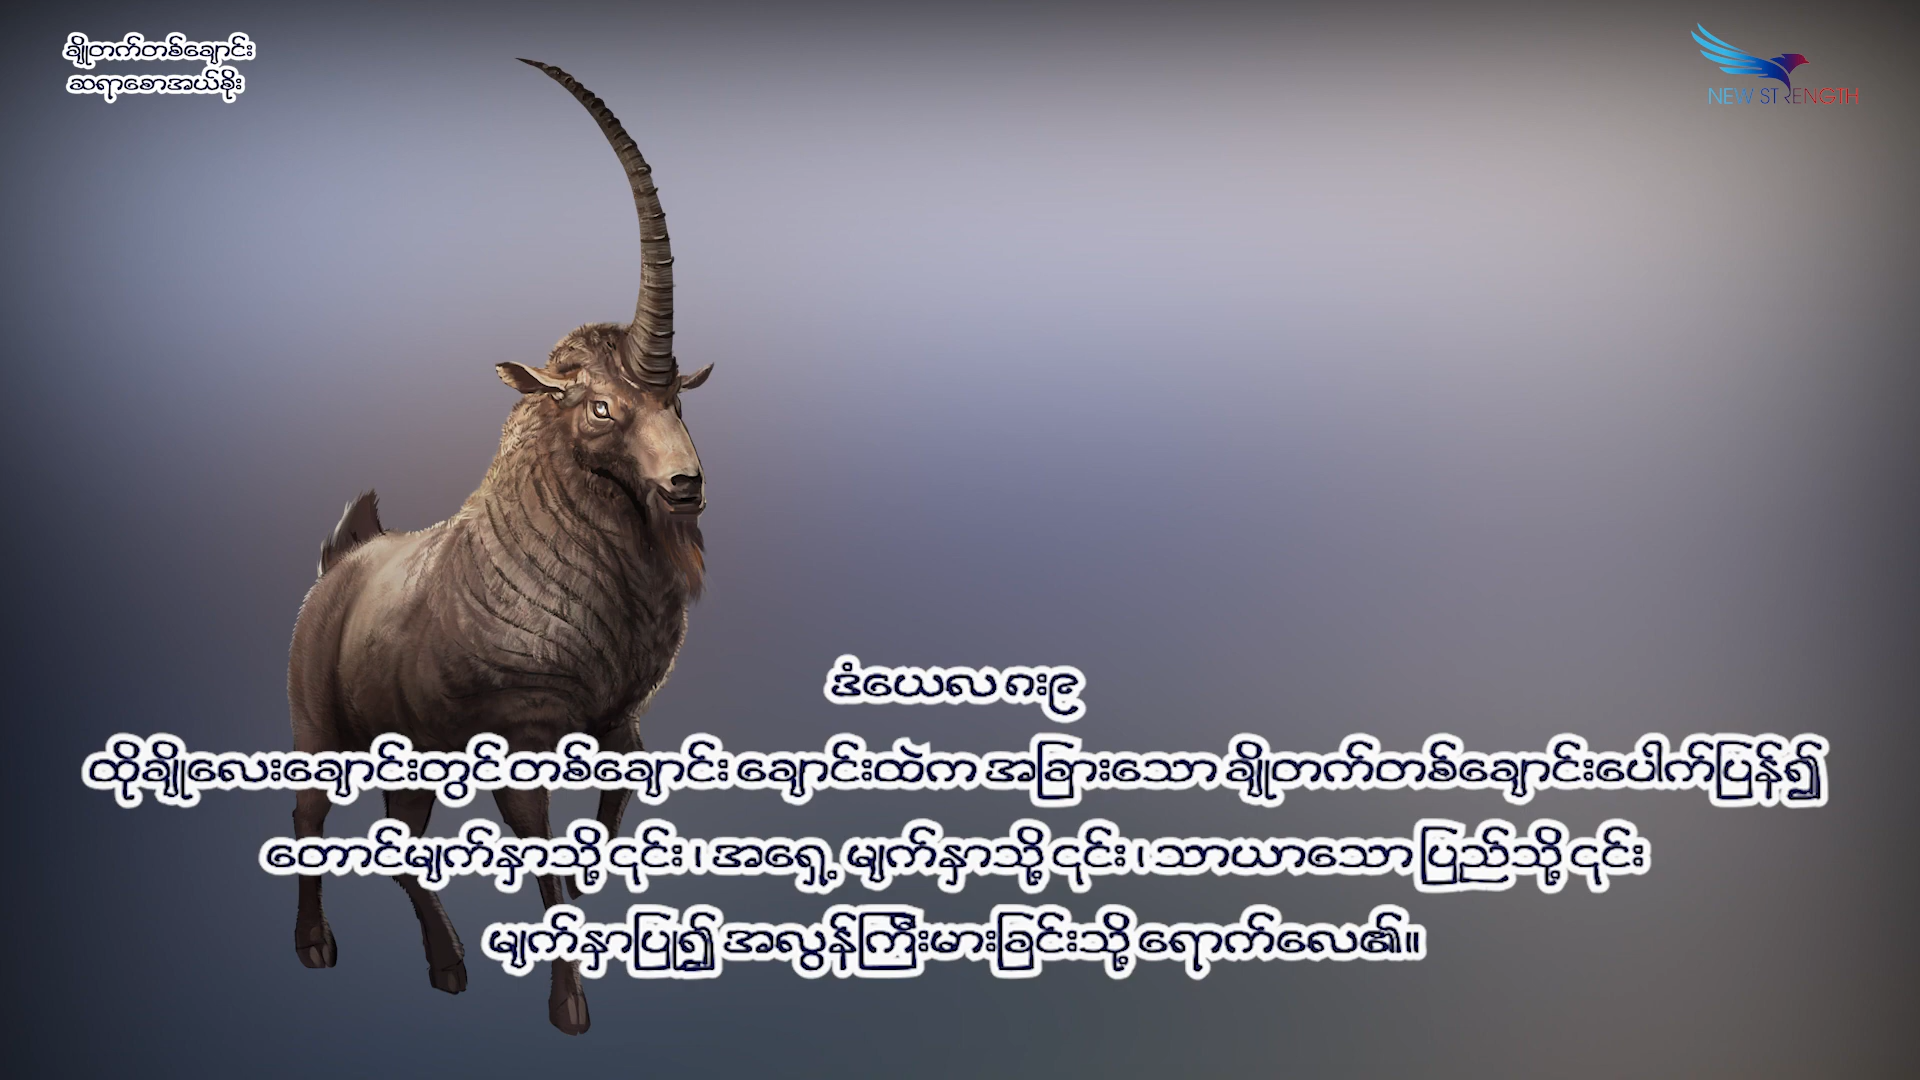 ချိုတက်တစ်ချောင်း
ဆရာစောအယ်ခိုး
NEW STRENGTH
ဒံယေလ ၈း၉
ထိုချိုလေးချောင်းတွင် တစ်ချောင်း ချောင်းထဲက အခြားသော ချိုတက်တစ်ချောင်းပေါက်ပြန်၍
တောင်မျက်နှာသို့ ၎င်း ၊ အရှေ့ မျက်နှာသို့ ၎င်း ၊ သာယာသော ပြည်သို့ ၎င်း
မျက်နှာပြု၍ အလွန်ကြီးမားခြင်းသို့ ရောက်လေ၏။